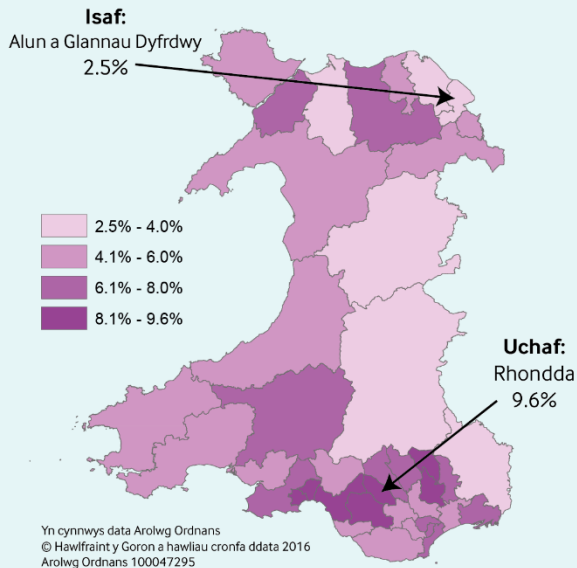 Isaf:
Alun a Glannau Dyfrdwy
2.5%
2.5% - 4.0%
4.1% - 6.0%
6.1% - 8.0%
8.1% - 9.6%
Uchaf:
Rhondda
9.6%
Yn cynnwys data Arolwg Ordnans
© Hawlfraint y Goron a hawliau cronfa ddata 2016
Arolwg Ordnans 100047295